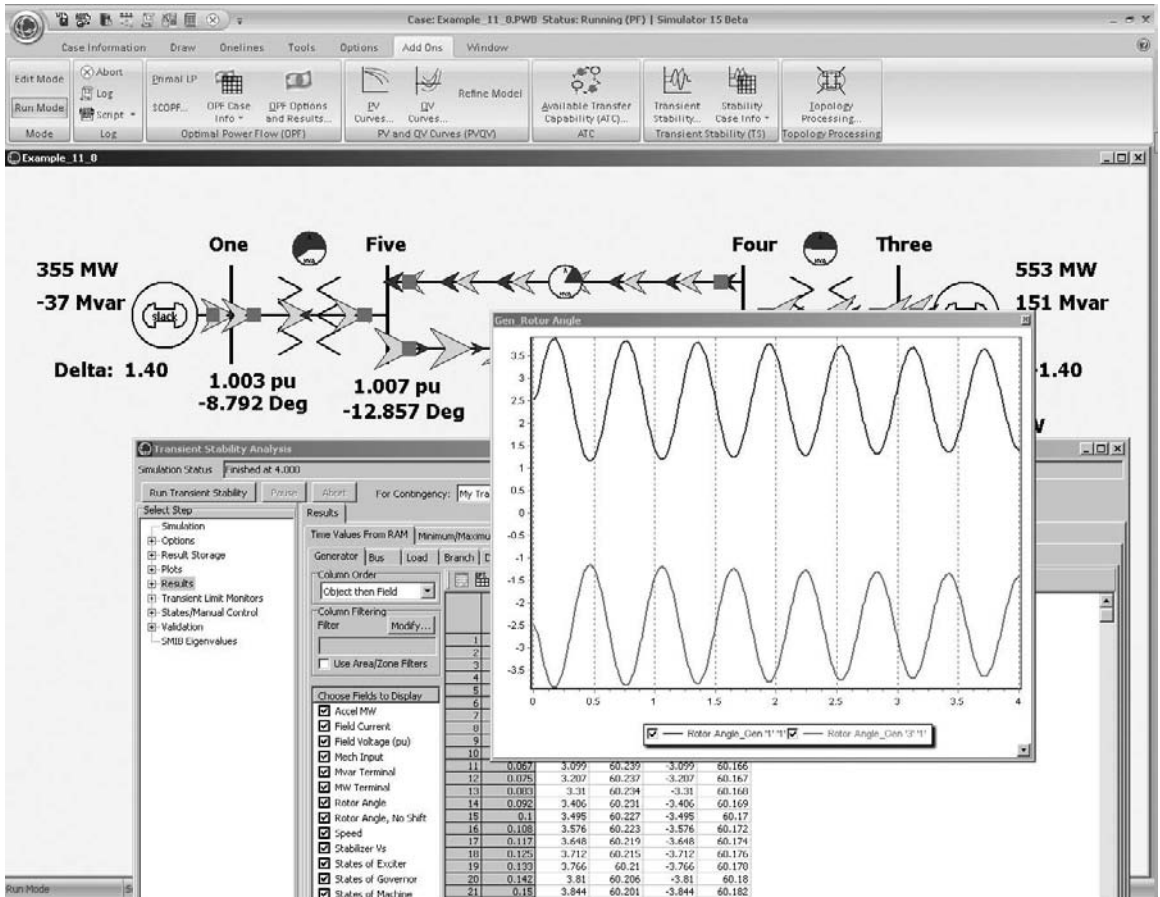 Case: Example_11_8.PWB Status: Running (PF) | Simulator 15 Beta
Case Information Draw Onelines Tools Options Add Ons Window
Edit Mode
Run Mode
Mode
Abort
Log
Script
Log
Primal LP
SCOPF...
OPF Case Info
OPF Options and Results...
Optimal Power Flow (OPF)
PV Curves...
QV Curves...
Refine Model
PV and QV Curves (PVQV)
Available Transfer Capability (ATC)...
ATC
Transient Stability...
Stability Case Info
Transient Stability (TS)
Topology Processing...
Topology Processing
Example_11_8
One
Five
Four
Three
A
MVA
355 MW
-37 Mvar
slack
Delta: 1.40
1.003 pu
-8.792 Deg
1.007 pu
-12.857 Deg
553 MW
151 Mvar
-1.40
Gen_Rotor Angle
3.5
3
2.5
2
1.5
1
0.5
0
-0.5
-1
-1.5
-2
-2.5
-3
-3.5
0 0.5 1 1.5 2 2.5 3 3.5 4
Rotor Angle_Gen '1' '1' Rotor Angle_Gen '3' '1'
Transient Stability Analysis
Simulation Status Finished at 4.000
Run Transient Stability Pause Abort For Contingency: My Tra
Select Step
Simulation
Options
Result Storage
Plots
Results
Transient Limit Monitors
States/Manual Control
Validation
SMIB Eigenvalues
Results
Time Values From RAM Minimum/Maximu
Generator Bus Load Branch D
Column Order
Object then Field
Column Filtering
Filter Modify...
Use Area/Zone Filters
Choose Fields to Display
Accel MW
Field Current
Field Voltage (pu)
Mech Input
Mvar Terminal
MW Terminal
Rotor Angle
Rotor Angle, No Shift
Speed
Stabilizer Vs
States of Exciter
States of Governor
States of Machine
1
2
3
4
5
6
7
8
9
10
11 0.067 3.099 60.239 -3.099 60.166
12 0.075 3.207 60.237 -3.207 60.167
13 0.083 3.31 60.234 -3.31 60.168
14 0.092 3.406 60.231 -3.406 60.169
15 0.1 3.495 60.227 -3.495 60.17
16 0.108 3.576 60.223 -3.576 60.172
17 0.117 3.648 60.219 -3.648 60.174
18 0.125 3.712 60.215 -3.712 60.176
19 0.133 3.766 60.21 -3.766 60.178
20 0.142 3.81 60.206 -3.81 60.18
21 0.15 3.844 60.201 -3.844 60.182
Run Mode